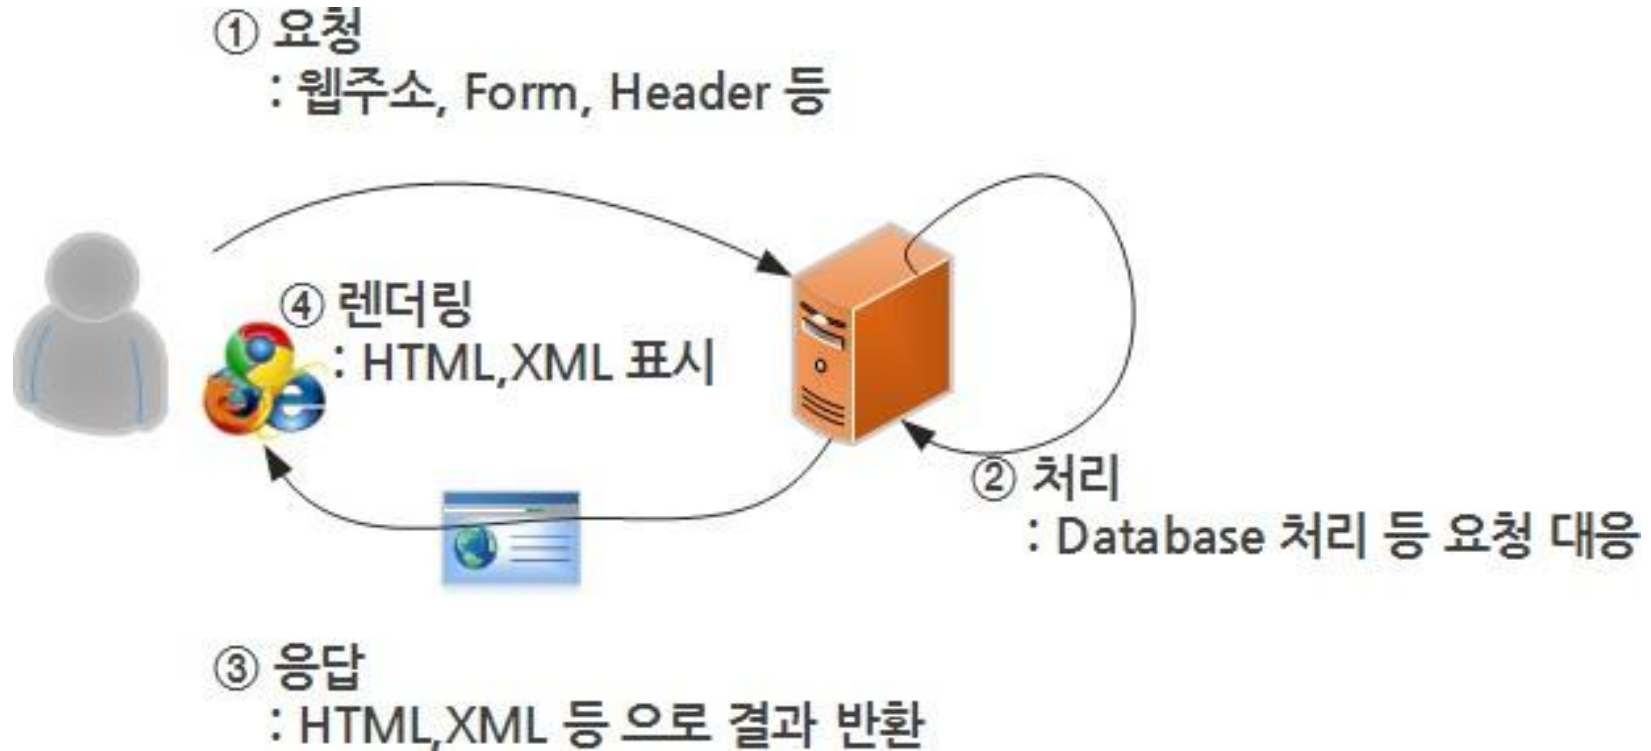 ① 요청
: 웹주소, Form, Header 등
④ 렌더링
: HTML,XML 표시
② 처리
: Database 처리 등 요청 대응
③ 응답
: HTML,XML 등 으로 결과 반환